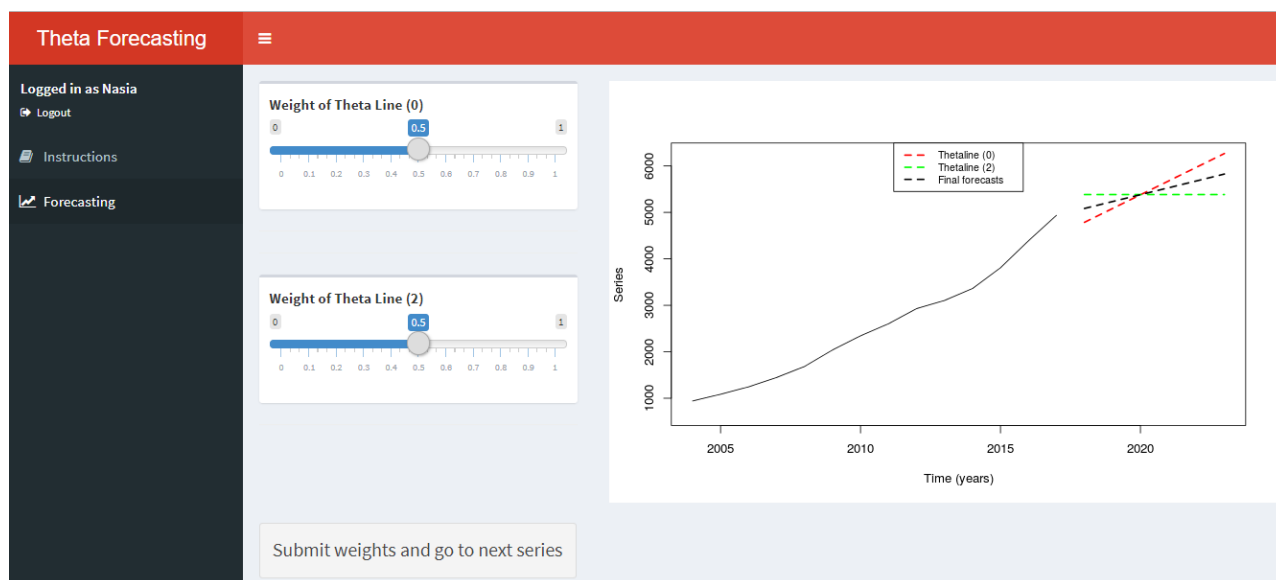 Theta Forecasting
Logged in as Nasia
Logout
Instructions
Forecasting
Weight of Theta Line (0)
0 0.5 1
0 0.1 0.2 0.3 0.4 0.5 0.6 0.7 0.8 0.9 1
Weight of Theta Line (2)
0 0.5 1
0 0.1 0.2 0.3 0.4 0.5 0.6 0.7 0.8 0.9 1
Submit weights and go to next series
Thetaline (0)
Thetaline (2)
Final forecasts
Series
6000
5000
4000
3000
2000
1000
2005 2010 2015 2020
Time (years)